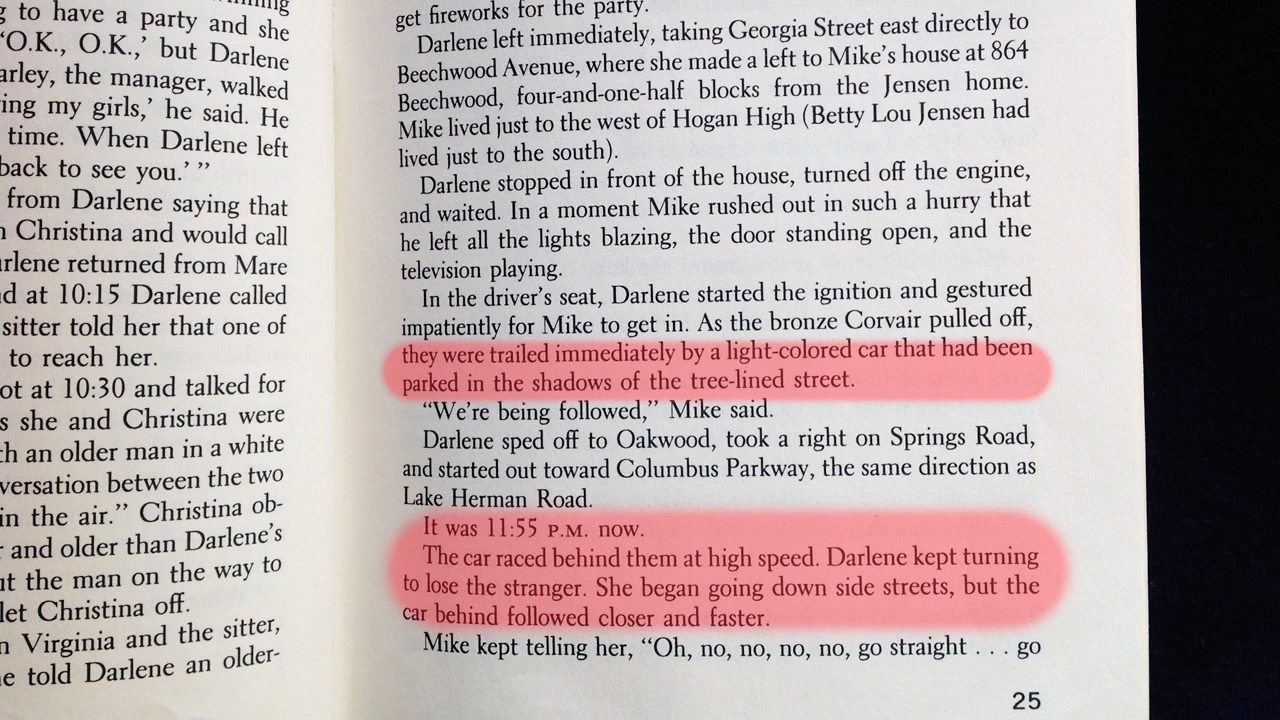 g to have a party and she
'O.K., O.K.,' but Darlene
arley, the manager, walked
ing my girls,' he said. He
time. When Darlene left
back to see you.' ”
from Darlene saying that
Christina and would call
rlene returned from Mare
d at 10:15 Darlene called
sitter told her that one of
to reach her.
ot at 10:30 and talked for
s she and Christina were
h an older man in a white
versation between the two
in the air.” Christina ob-
and older than Darlene's
ut the man on the way to
let Christina off.
n Virginia and the sitter,
e told Darlene an older-
get fireworks for the party.
Darlene left immediately, taking Georgia Street east directly to
Beechwood Avenue, where she made a left to Mike's house at 864
Beechwood, four-and-one-half blocks from the Jensen home.
Mike lived just to the west of Hogan High (Betty Lou Jensen had
lived just to the south).
Darlene stopped in front of the house, turned off the engine,
and waited. In a moment Mike rushed out in such a hurry that
he left all the lights blazing, the door standing open, and the
television playing.
In the driver's seat, Darlene started the ignition and gestured
impatiently for Mike to get in. As the bronze Corvair pulled off,
they were trailed immediately by a light-colored car that had been
parked in the shadows of the tree-lined street.
“We're being followed,” Mike said.
Darlene sped off to Oakwood, took a right on Springs Road,
and started out toward Columbus Parkway, the same direction as
Lake Herman Road.
It was 11:55 P.M. now.
The car raced behind them at high speed. Darlene kept turning
to lose the stranger. She began going down side streets, but the
car behind followed closer and faster.
Mike kept telling her, “Oh, no, no, no, no, go straight . . . go
25